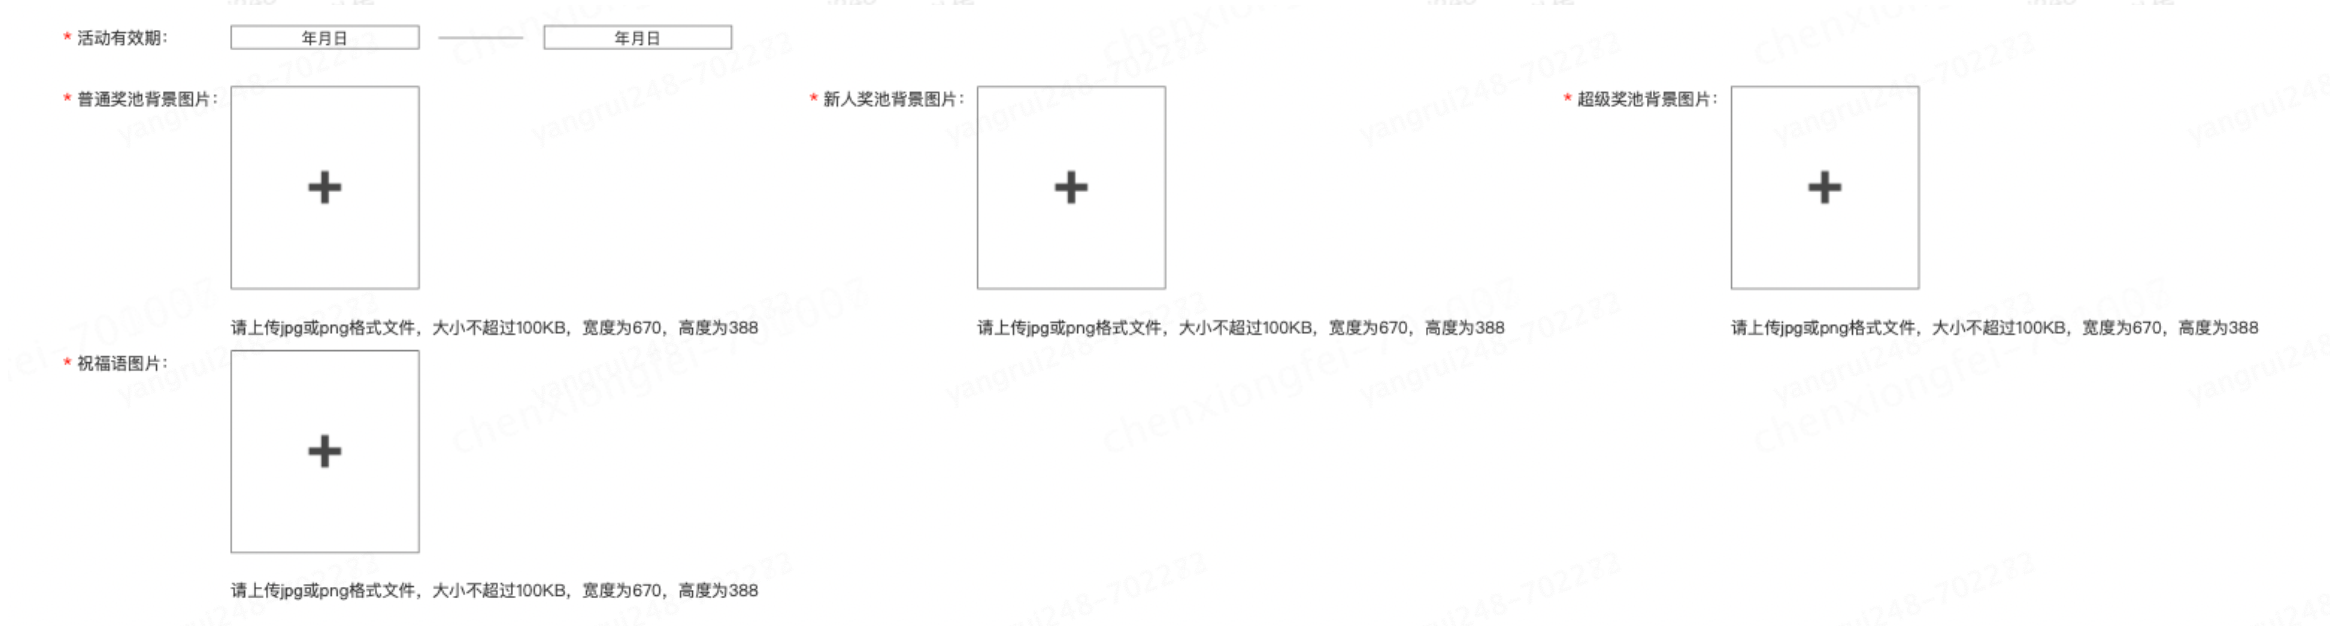 * 活动有效期： 年月日 年月日
* 普通奖池背景图片： * 新人奖池背景图片： * 超级奖池背景图片：
请上传jpg或png格式文件，大小不超过100KB，宽度为670，高度为388 请上传jpg或png格式文件，大小不超过100KB，宽度为670，高度为388 请上传jpg或png格式文件，大小不超过100KB，宽度为670，高度为388
* 祝福语图片：
请上传jpg或png格式文件，大小不超过100KB，宽度为670，高度为388